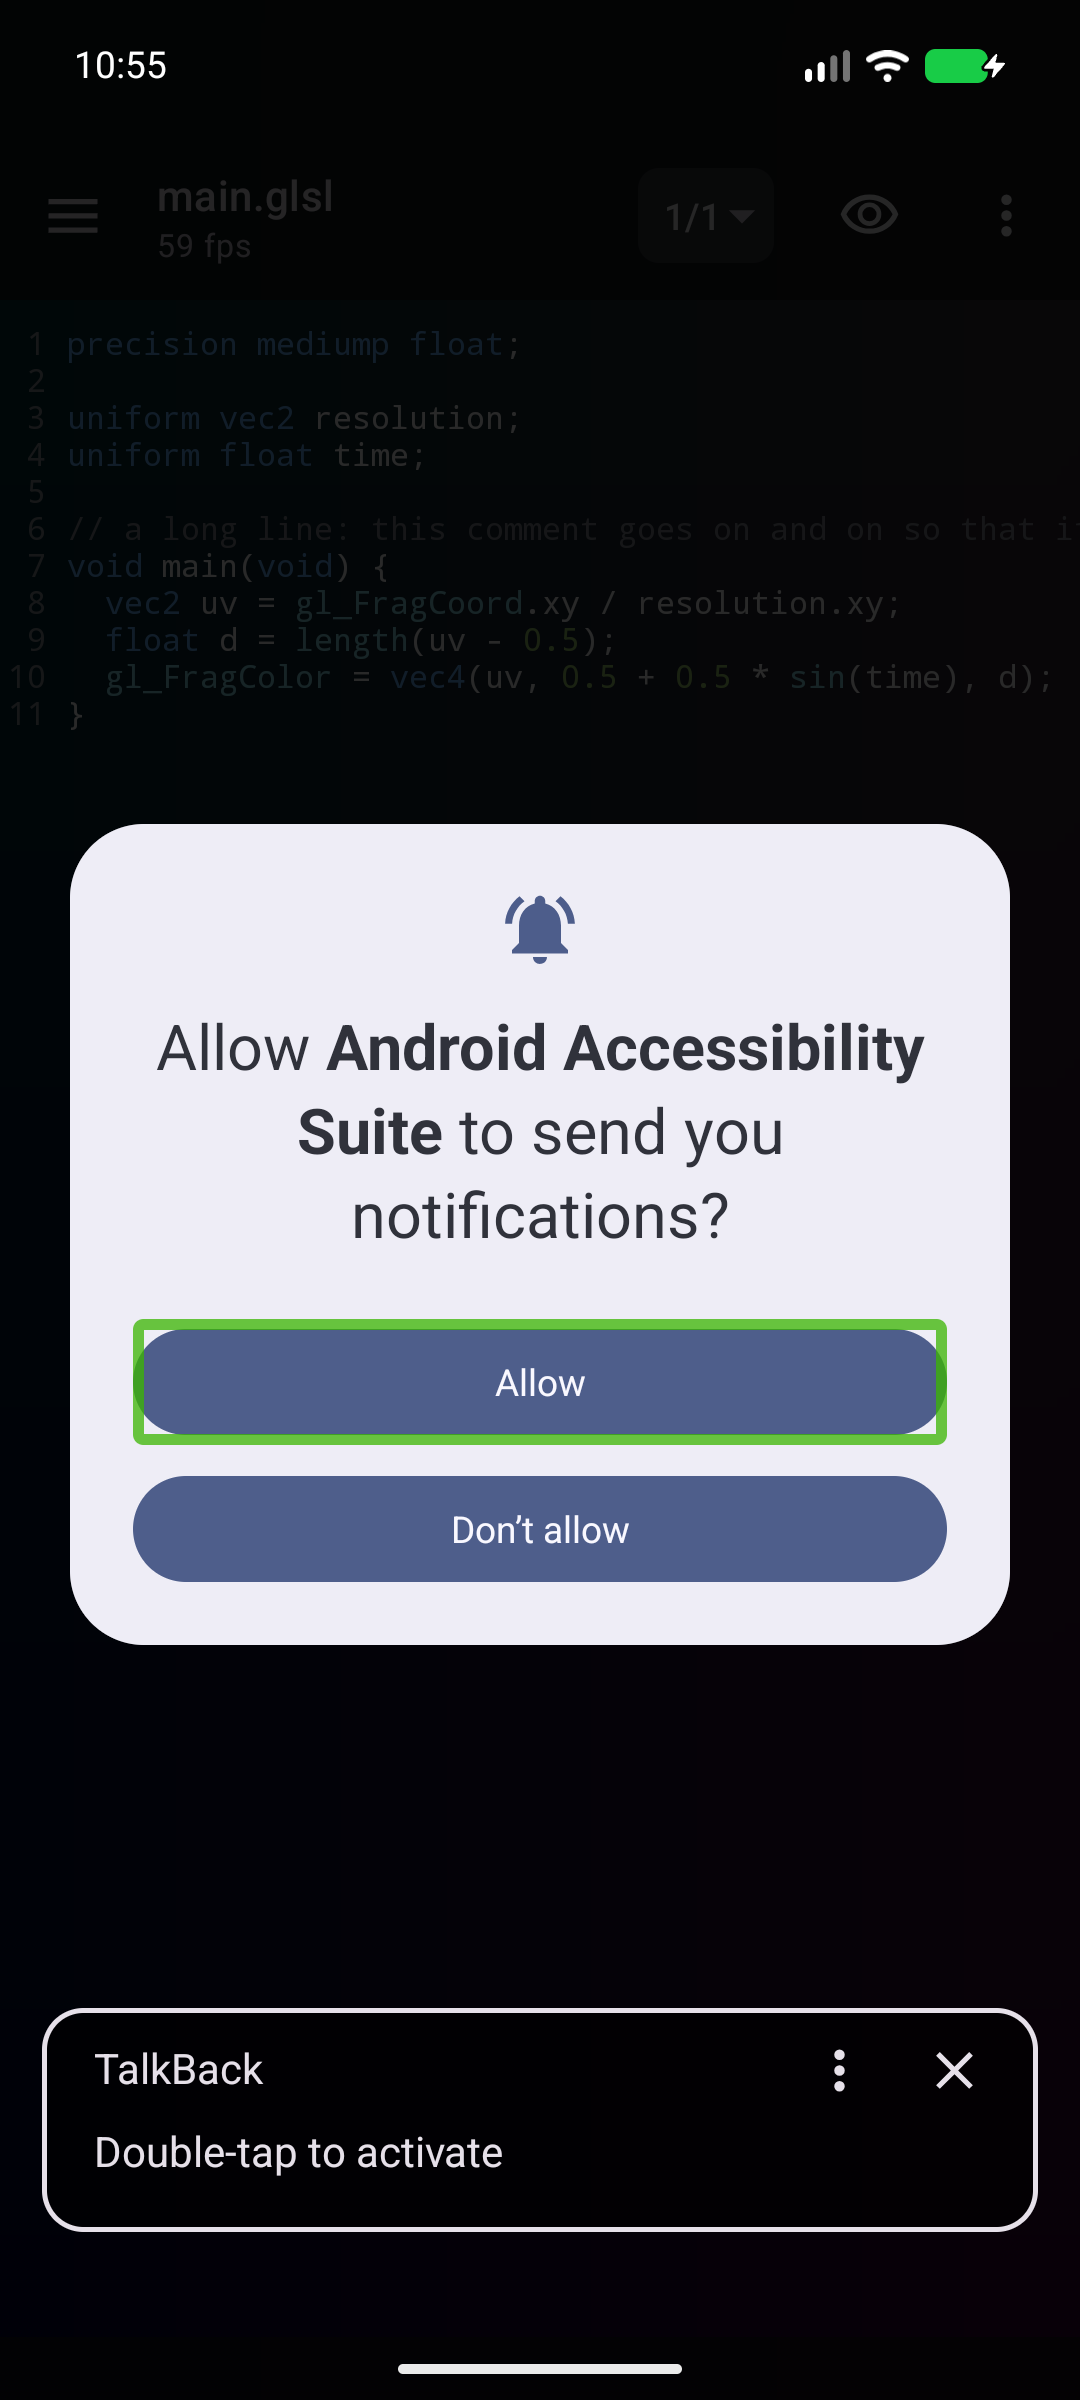 10:55
main.glsl
59 fps
1/1
1 precision mediump float;
2
3 uniform vec2 resolution;
4 uniform float time;
5
6 // a long line: this comment goes on and on so that i
7 void main(void) {
8   vec2 uv = gl_FragCoord.xy / resolution.xy;
9   float d = length(uv - 0.5);
10   gl_FragColor = vec4(uv, 0.5 + 0.5 * sin(time), d);
11 }
Allow Android Accessibility
Suite to send you
notifications?
Allow
Don’t allow
TalkBack
Double-tap to activate